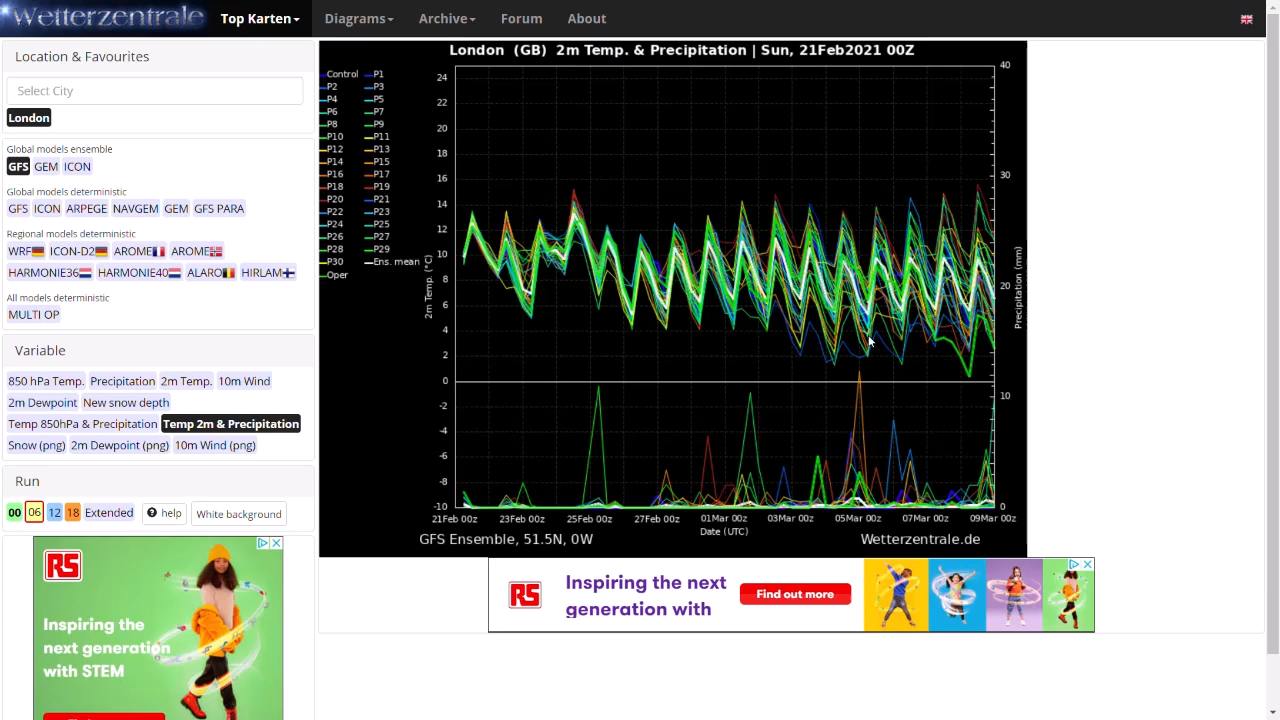 Wetterzentrale
Top Karten
Diagrams
Archive
Forum
About
Location & Favourites
Select City
London
Global models ensemble
GFS GEM ICON
Global models deterministic
GFS ICON ARPEGE NAVGEM GEM GFS PARA
Regional models deterministic
WRF ICON-D2 AROME AROME
HARMONIE36 HARMONIE40 ALARO HIRLAM
All models deterministic
MULTI OP
Variable
850 hPa Temp. Precipitation 2m Temp. 10m Wind
2m Dewpoint New snow depth
Temp 850hPa & Precipitation Temp 2m & Precipitation
Snow (png) 2m Dewpoint (png) 10m Wind (png)
Run
00 06 12 18 Extended help White background
Inspiring the
next generation
with STEM
RS
London (GB) 2m Temp. & Precipitation | Sun, 21Feb2021 00Z
Control P1
P2 P3
P4 P5
P6 P7
P8 P9
P10 P11
P12 P13
P14 P15
P16 P17
P18 P19
P20 P21
P22 P23
P24 P25
P26 P27
P28 P29
P30 Ens. mean
Oper
2m Temp. (°C)
24
22
20
18
16
14
12
10
8
6
4
2
0
-2
-4
-6
-8
-10
40
30
20
10
0
Precipitation (mm)
21Feb 00z 23Feb 00z 25Feb 00z 27Feb 00z 01Mar 00z 03Mar 00z 05Mar 00z 07Mar 00z 09Mar 00z
Date (UTC)
GFS Ensemble, 51.5N, 0W Wetterzentrale.de
RS
Inspiring the next
generation with
Find out more